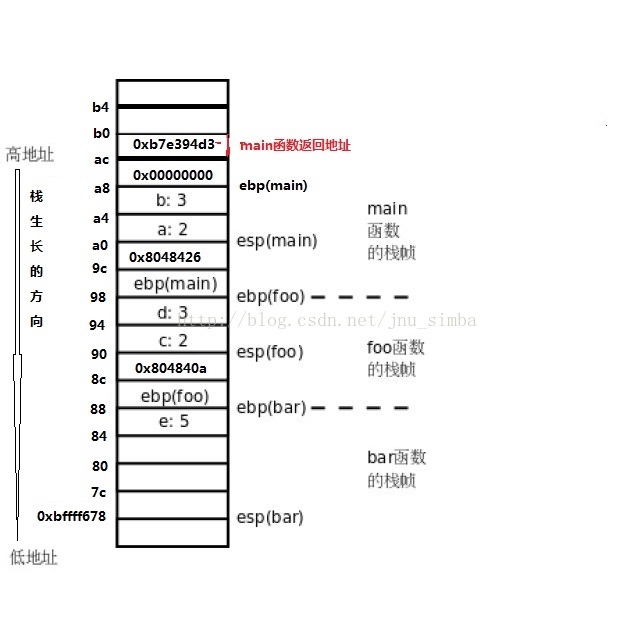 b4
b0
0xb7e394d3
main函数返回地址
高地址
ac
0x00000000
a8
ebp(main)
栈生长的方向
b: 3
a4
a: 2
main
函数
的栈帧
esp(main)
a0
0x8048426
9c
ebp(main)
98
ebp(foo)
d: 3
http://blog.csdn.net/jnu_simba
94
c: 2
90
esp(foo)
foo函数
的栈帧
0x804840a
8c
ebp(foo)
88
ebp(bar)
e: 5
84
bar函数
的栈帧
80
7c
0xbffff678
esp(bar)
低地址